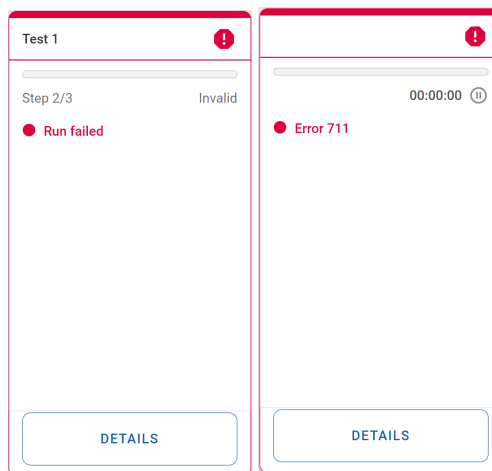 Test 1
Step 2/3
Invalid
Run failed
DETAILS
00:00:00
Error 711
DETAILS